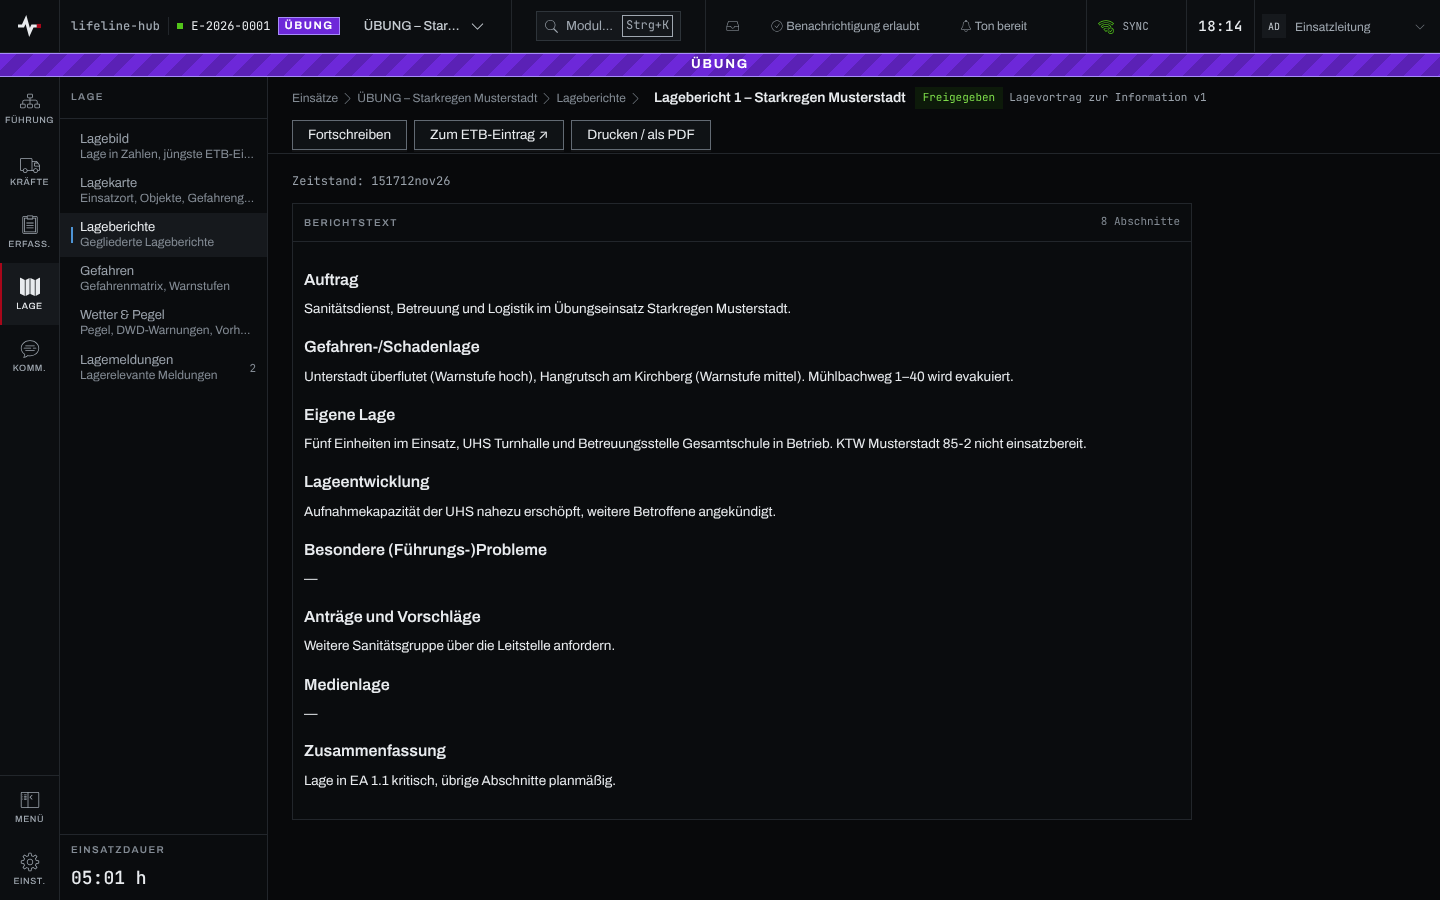 lifeline-hub
E-2026-0001 ÜBUNG
ÜBUNG – Star...
Modul... Strg+K
Benachrichtigung erlaubt
Ton bereit
SYNC
18:14
AD Einsatzleitung
ÜBUNG
FÜHRUNG
KRÄFTE
ERFASS.
LAGE
KOMM.
MENÜ
EINST.
LAGE
Lagebild
Lage in Zahlen, jüngste ETB-Ei...
Lagekarte
Einsatzort, Objekte, Gefahreng...
Lageberichte
Gegliederte Lageberichte
Gefahren
Gefahrenmatrix, Warnstufen
Wetter & Pegel
Pegel, DWD-Warnungen, Vorh...
Lagemeldungen
Lagerelevante Meldungen
2
EINSATZDAUER
05:01 h
Einsätze > ÜBUNG – Starkregen Musterstadt > Lageberichte > Lagebericht 1 – Starkregen Musterstadt Freigegeben Lagevortrag zur Information v1
Fortschreiben Zum ETB-Eintrag ↗ Drucken / als PDF
Zeitstand: 151712nov26
BERICHTSTEXT 8 Abschnitte
Auftrag
Sanitätsdienst, Betreuung und Logistik im Übungseinsatz Starkregen Musterstadt.
Gefahren-/Schadenlage
Unterstadt überflutet (Warnstufe hoch), Hangrutsch am Kirchberg (Warnstufe mittel). Mühlbachweg 1–40 wird evakuiert.
Eigene Lage
Fünf Einheiten im Einsatz, UHS Turnhalle und Betreuungsstelle Gesamtschule in Betrieb. KTW Musterstadt 85-2 nicht einsatzbereit.
Lageentwicklung
Aufnahmekapazität der UHS nahezu erschöpft, weitere Betroffene angekündigt.
Besondere (Führungs-)Probleme
—
Anträge und Vorschläge
Weitere Sanitätsgruppe über die Leitstelle anfordern.
Medienlage
—
Zusammenfassung
Lage in EA 1.1 kritisch, übrige Abschnitte planmäßig.